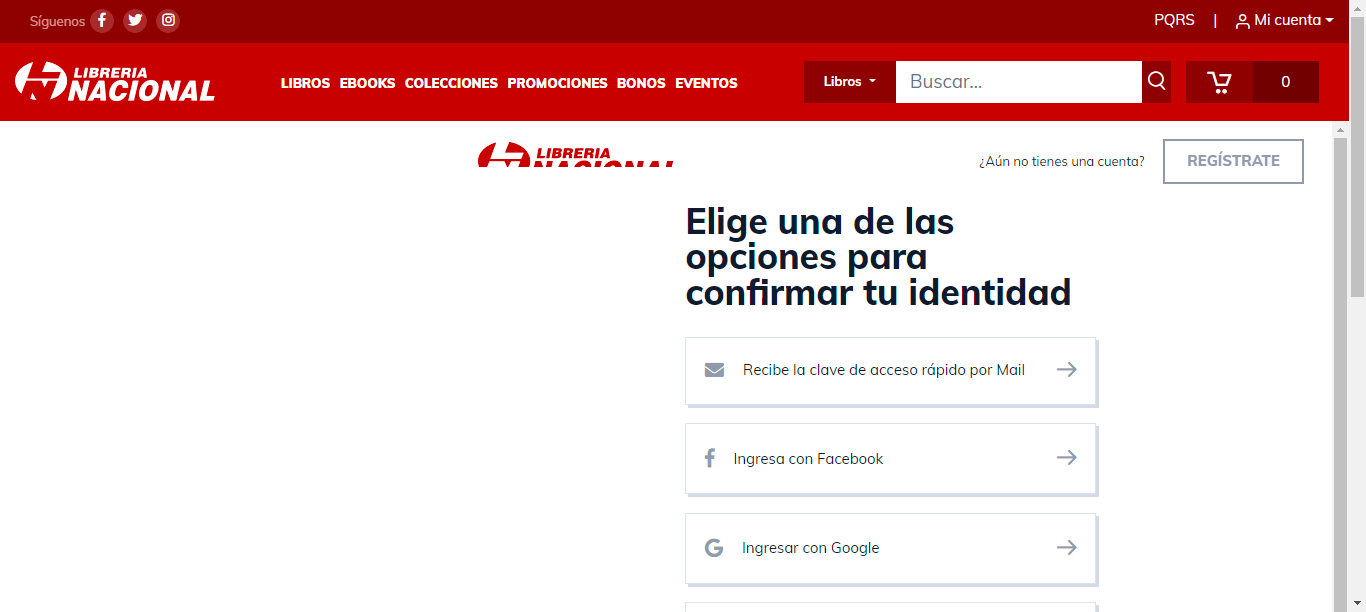 Síguenos
PQRS | Mi cuenta
LIBRERIA
NACIONAL
LIBROS EBOOKS COLECCIONES PROMOCIONES BONOS EVENTOS
Libros
Buscar...
0
LIBRERIA
NACIONAL
¿Aún no tienes una cuenta?
REGÍSTRATE
Elige una de las
opciones para
confirmar tu identidad
Recibe la clave de acceso rápido por Mail
Ingresa con Facebook
Ingresar con Google